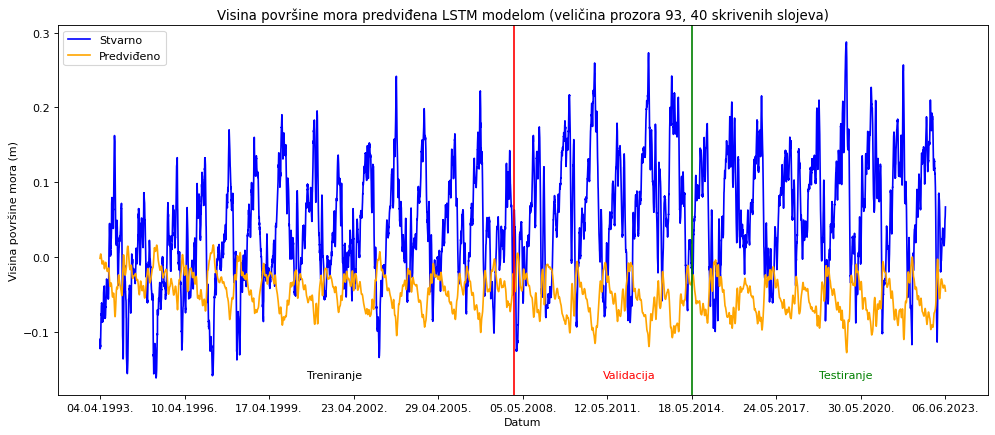 Visina površine mora predviđena LSTM modelom (veličina prozora 93, 40 skrivenih slojeva)
Stvarno
Predviđeno
Visina površine mora (m)
0.3
0.2
0.1
0.0
−0.1
Treniranje
Validacija
Testiranje
04.04.1993.
10.04.1996.
17.04.1999.
23.04.2002.
29.04.2005.
05.05.2008.
12.05.2011.
18.05.2014.
24.05.2017.
30.05.2020.
06.06.2023.
Datum